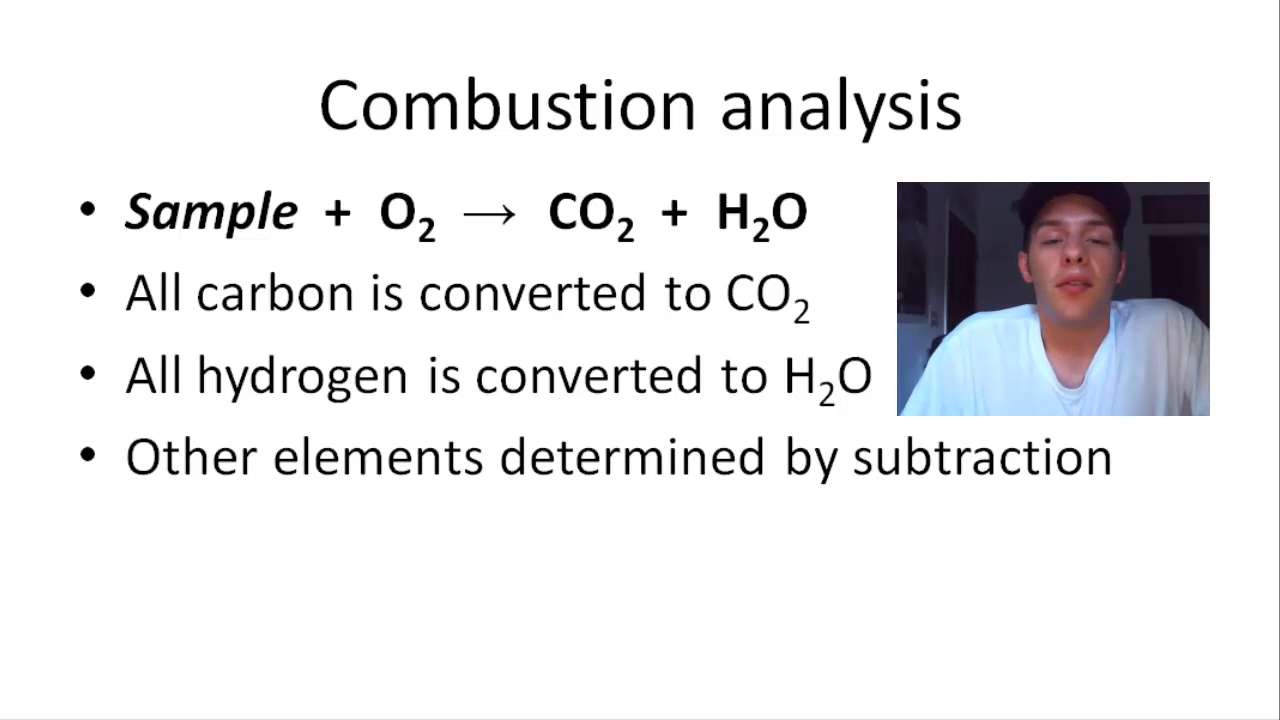 Combustion analysis
• Sample + O₂ → CO₂ + H₂O
• All carbon is converted to CO₂
• All hydrogen is converted to H₂O
• Other elements determined by subtraction